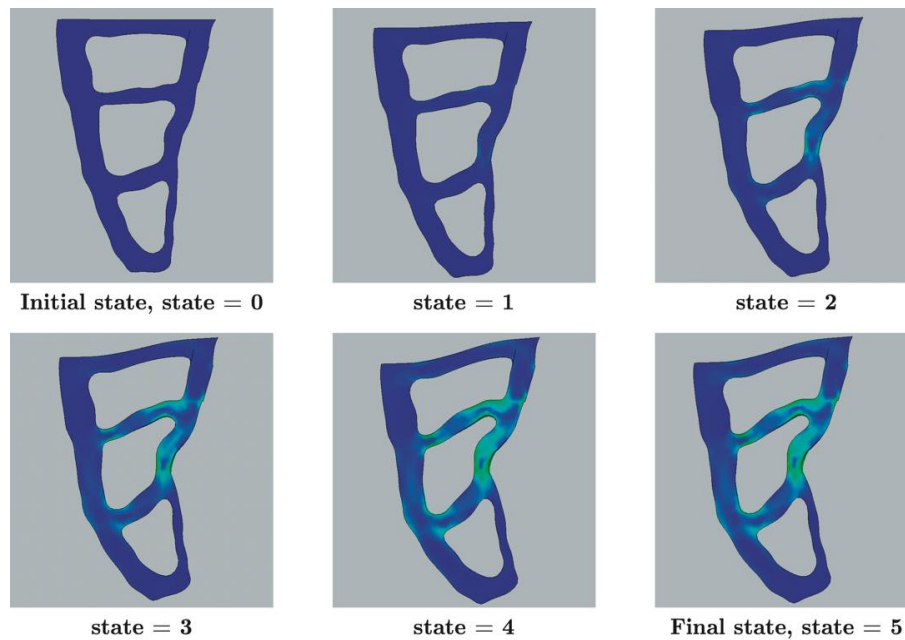 Initial state, state = 0
state = 1
state = 2
state = 3
state = 4
Final state, state = 5